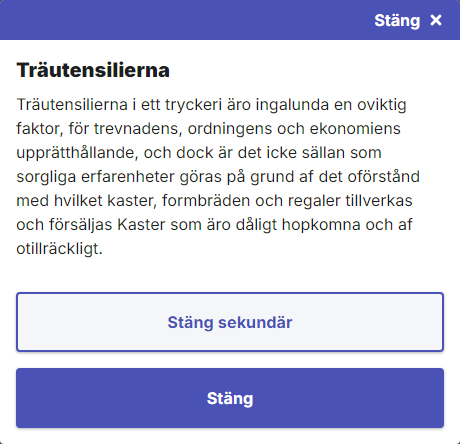 Stäng ×
Träutensilierna
Träutensilierna i ett tryckeri äro ingalunda en oviktig
faktor, för trevnadens, ordningens och ekonomiens
upprätthållande, och dock är det icke sällan som
sorgliga erfarenheter göras på grund af det oförstånd
med hvilket kaster, formbräden och regaler tillverkas
och försäljas Kaster som äro dåligt hopkomna och af
otillräckligt.
Stäng sekundär
Stäng